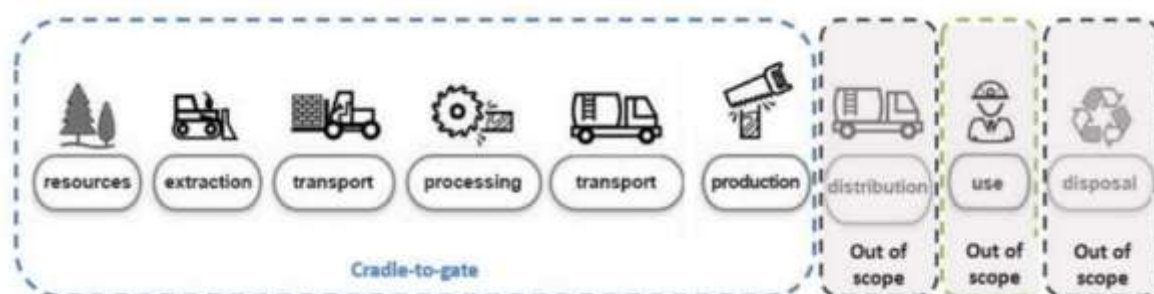 resources
extraction
transport
processing
transport
production
distribution
use
disposal
Cradle-to-gate
Out of
scope
Out of
scope
Out of
scope